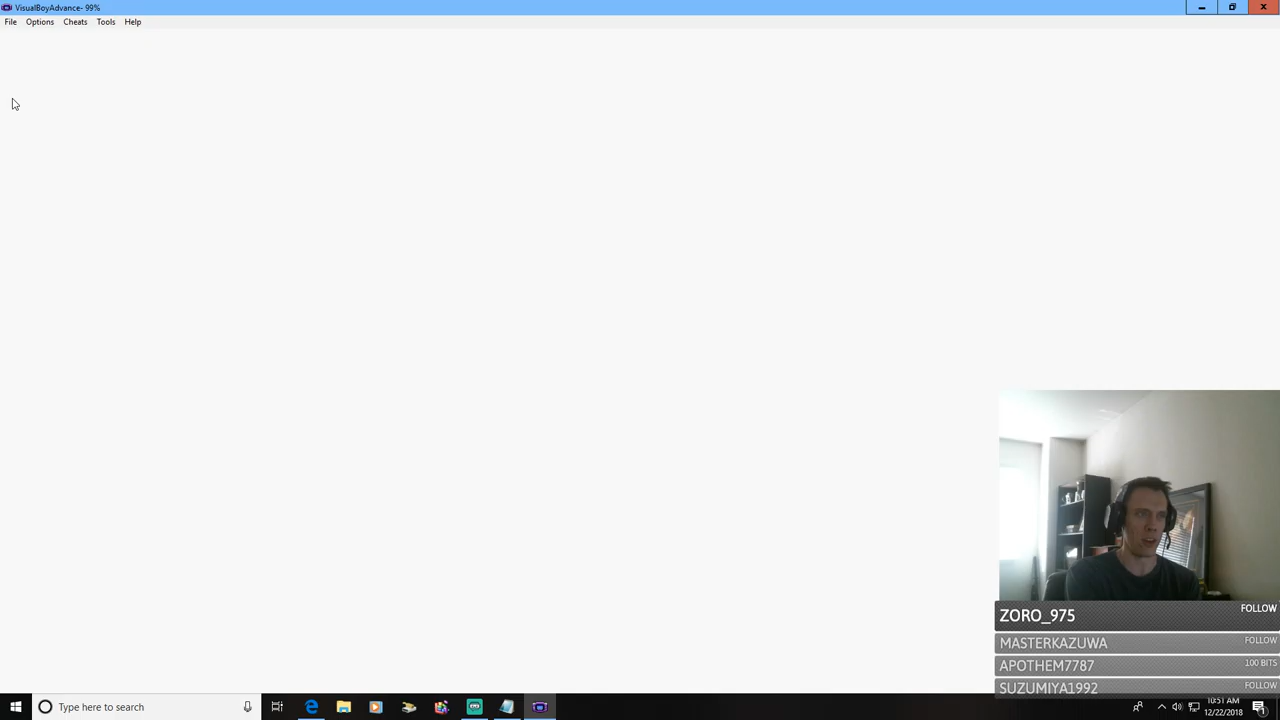 VisualBoyAdvance- 99%
File Options Cheats Tools Help
ZORO_975 FOLLOW
MASTERKAZUWA FOLLOW
APOTHEM7787 100 BITS
SUZUMIYA1992 FOLLOW
Type here to search
10:51 AM
12/22/2018